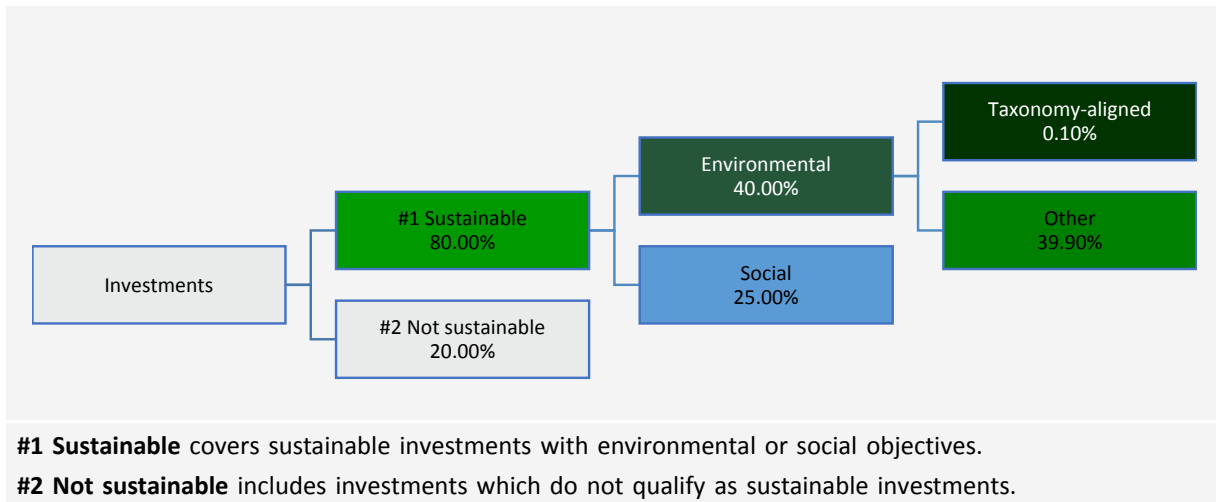 Investments
#1 Sustainable
80.00%
#2 Not sustainable
20.00%
Environmental
40.00%
Social
25.00%
Taxonomy-aligned
0.10%
Other
39.90%
#1 Sustainable covers sustainable investments with environmental or social objectives.
#2 Not sustainable includes investments which do not qualify as sustainable investments.